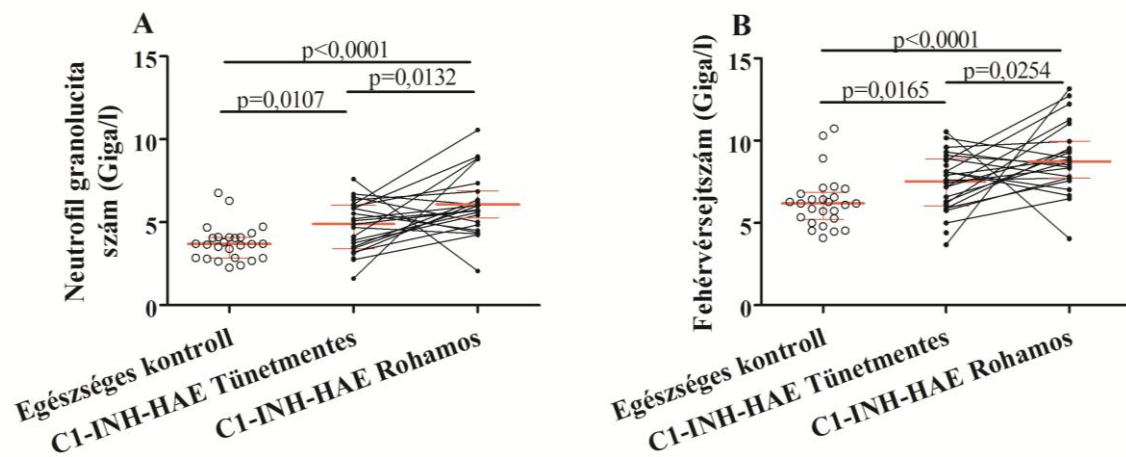 A
Neutrofil granolucita
szám (Giga/l)
15
10
5
0
p<0,0001
p=0,0132
p=0,0107
Egészséges kontroll
C1-INH-HAE Tünetmentes
C1-INH-HAE Rohamos
B
Fehérvérsejtszám (Giga/l)
15
10
5
0
p<0,0001
p=0,0254
p=0,0165
Egészséges kontroll
C1-INH-HAE Tünetmentes
C1-INH-HAE Rohamos